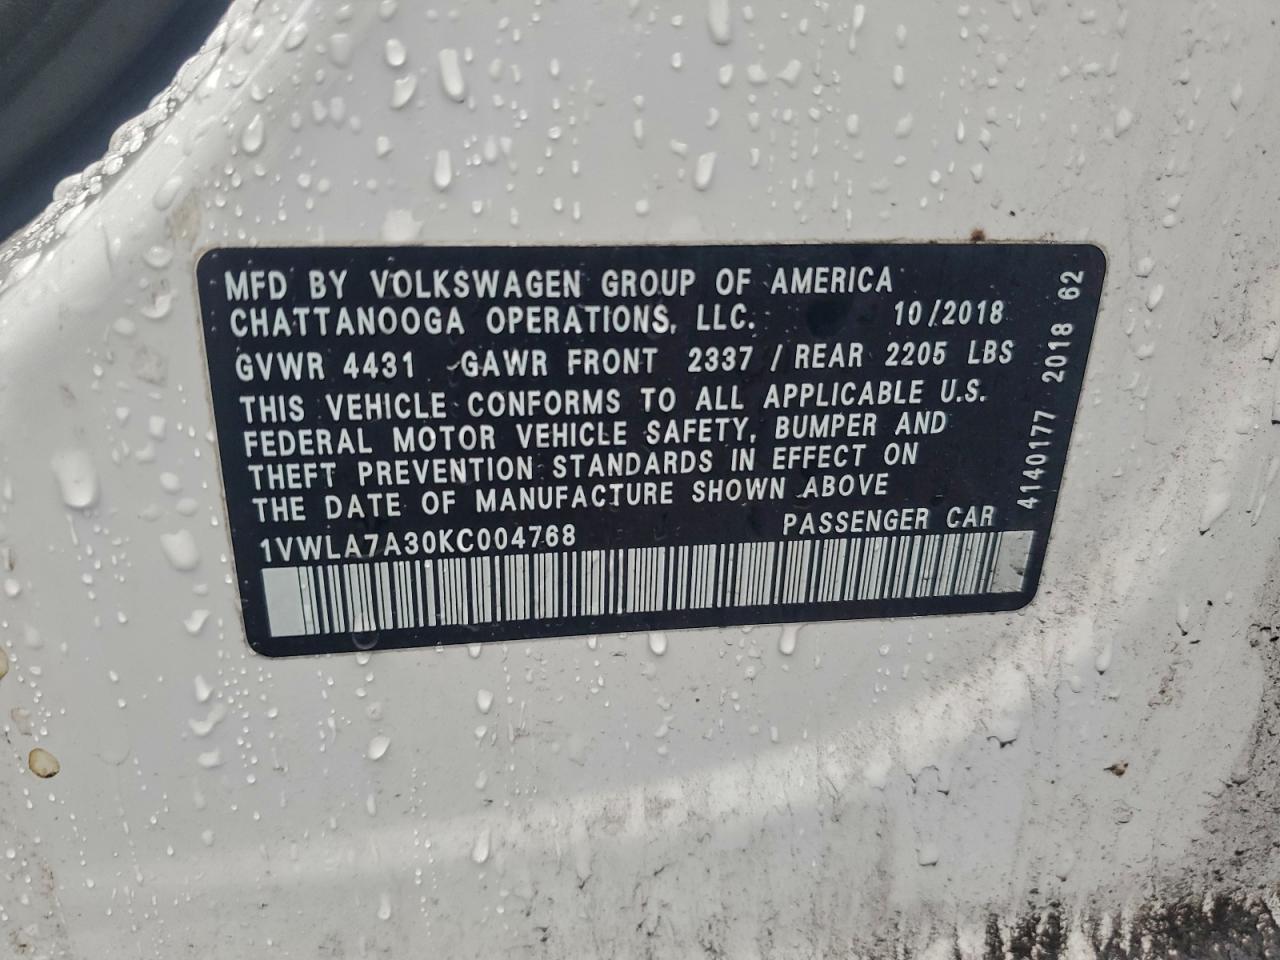 MFD BY VOLKSWAGEN GROUP OF AMERICA
CHATTANOOGA OPERATIONS, LLC. 10/2018
GVWR 4431 GAWR FRONT 2337 / REAR 2205 LBS
THIS VEHICLE CONFORMS TO ALL APPLICABLE U.S.
FEDERAL MOTOR VEHICLE SAFETY, BUMPER AND
THEFT PREVENTION STANDARDS IN EFFECT ON
THE DATE OF MANUFACTURE SHOWN ABOVE
1VWLA7A30KC004768 PASSENGER CAR
4140177 2018 62